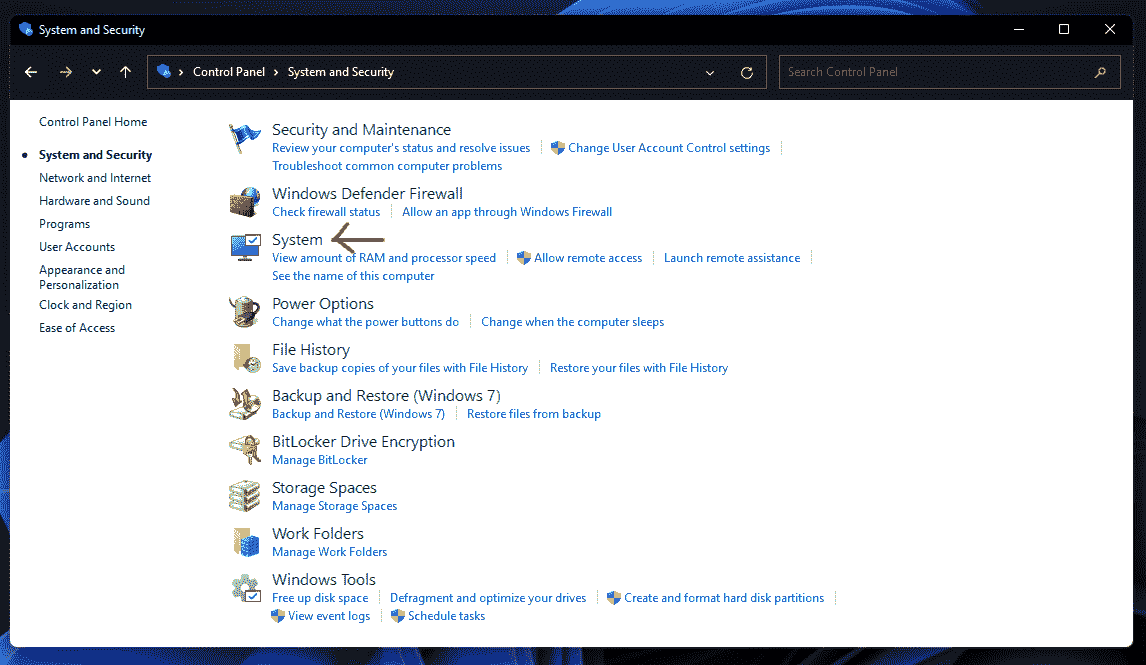 System and Security
Control Panel System and Security
Search Control Panel
Control Panel Home
System and Security
Network and Internet
Hardware and Sound
Programs
User Accounts
Appearance and
Personalization
Clock and Region
Ease of Access
Security and Maintenance
Review your computer's status and resolve issues Change User Account Control settings
Troubleshoot common computer problems
Windows Defender Firewall
Check firewall status Allow an app through Windows Firewall
System
View amount of RAM and processor speed Allow remote access Launch remote assistance
See the name of this computer
Power Options
Change what the power buttons do Change when the computer sleeps
File History
Save backup copies of your files with File History Restore your files with File History
Backup and Restore (Windows 7)
Backup and Restore (Windows 7) Restore files from backup
BitLocker Drive Encryption
Manage BitLocker
Storage Spaces
Manage Storage Spaces
Work Folders
Manage Work Folders
Windows Tools
Free up disk space Defragment and optimize your drives Create and format hard disk partitions
View event logs Schedule tasks